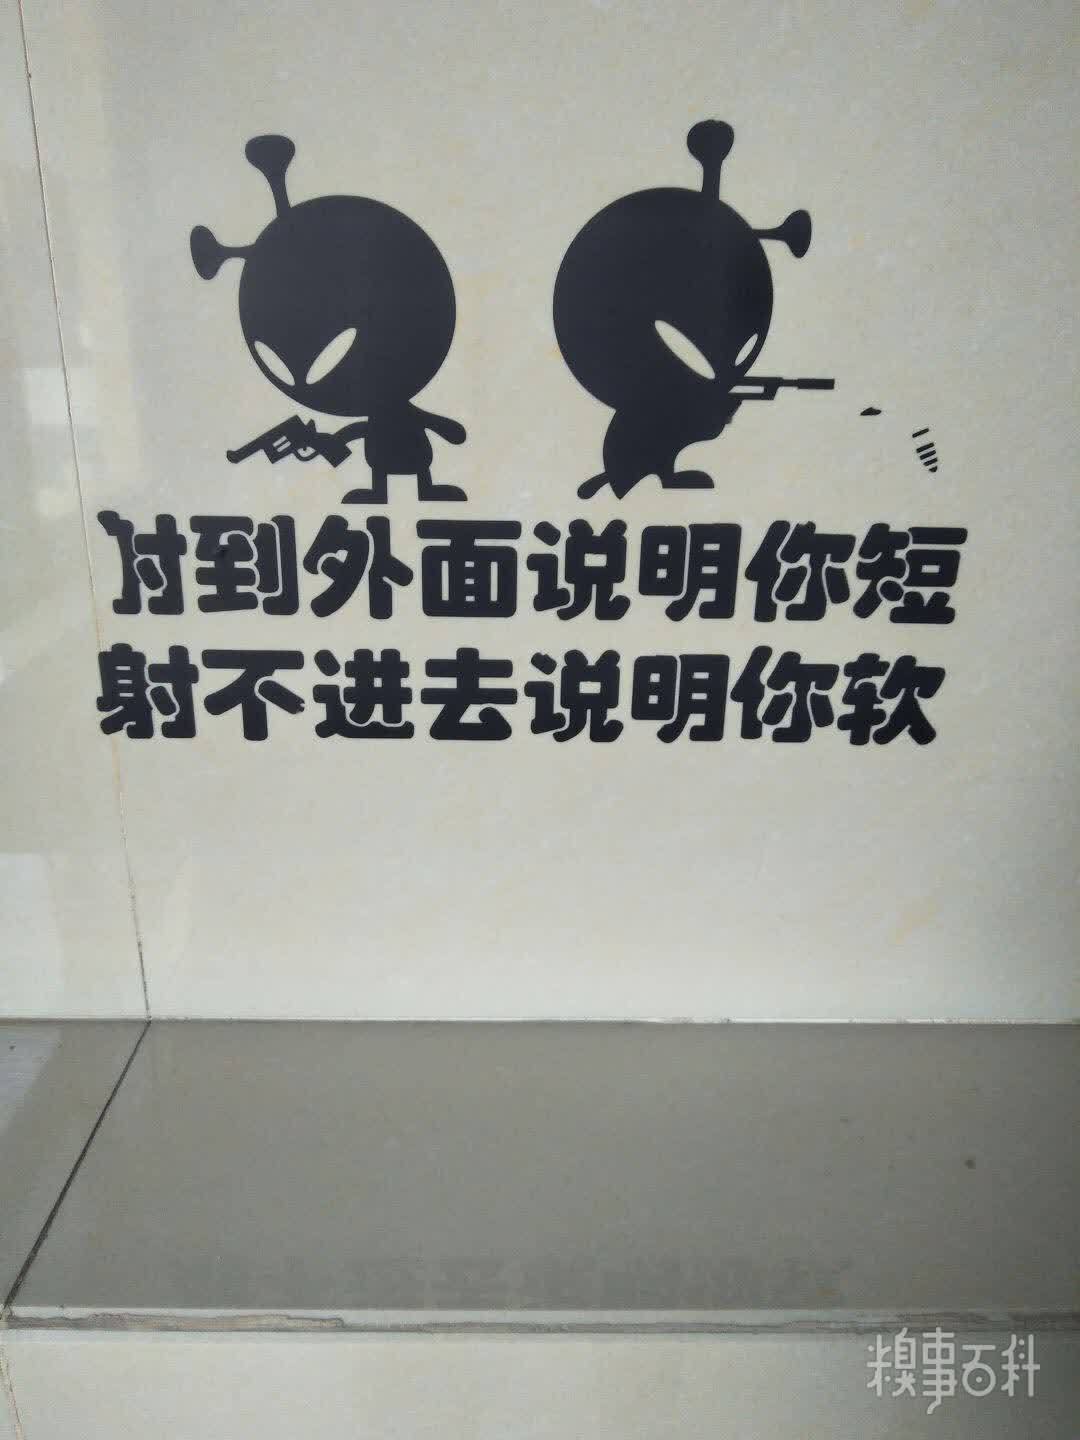 射到外面说明你短
射不进去说明你软
糗事百科